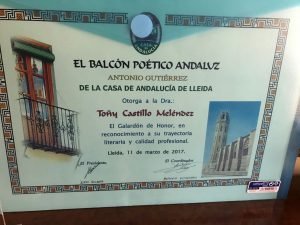 EL BALCÓN POÉTICO ANDALUZ
ANTONIO GUTIÉRREZ
DE LA CASA DE ANDALUCÍA DE LLEIDA
Otorga a la Dra.:
Toñy Castillo Meléndez
El Galardón de Honor, en
reconocimiento a su trayectoria
literaria y calidad profesional.
Lleida, 11 de marzo de 2017.
El Presidente
El Coordinador